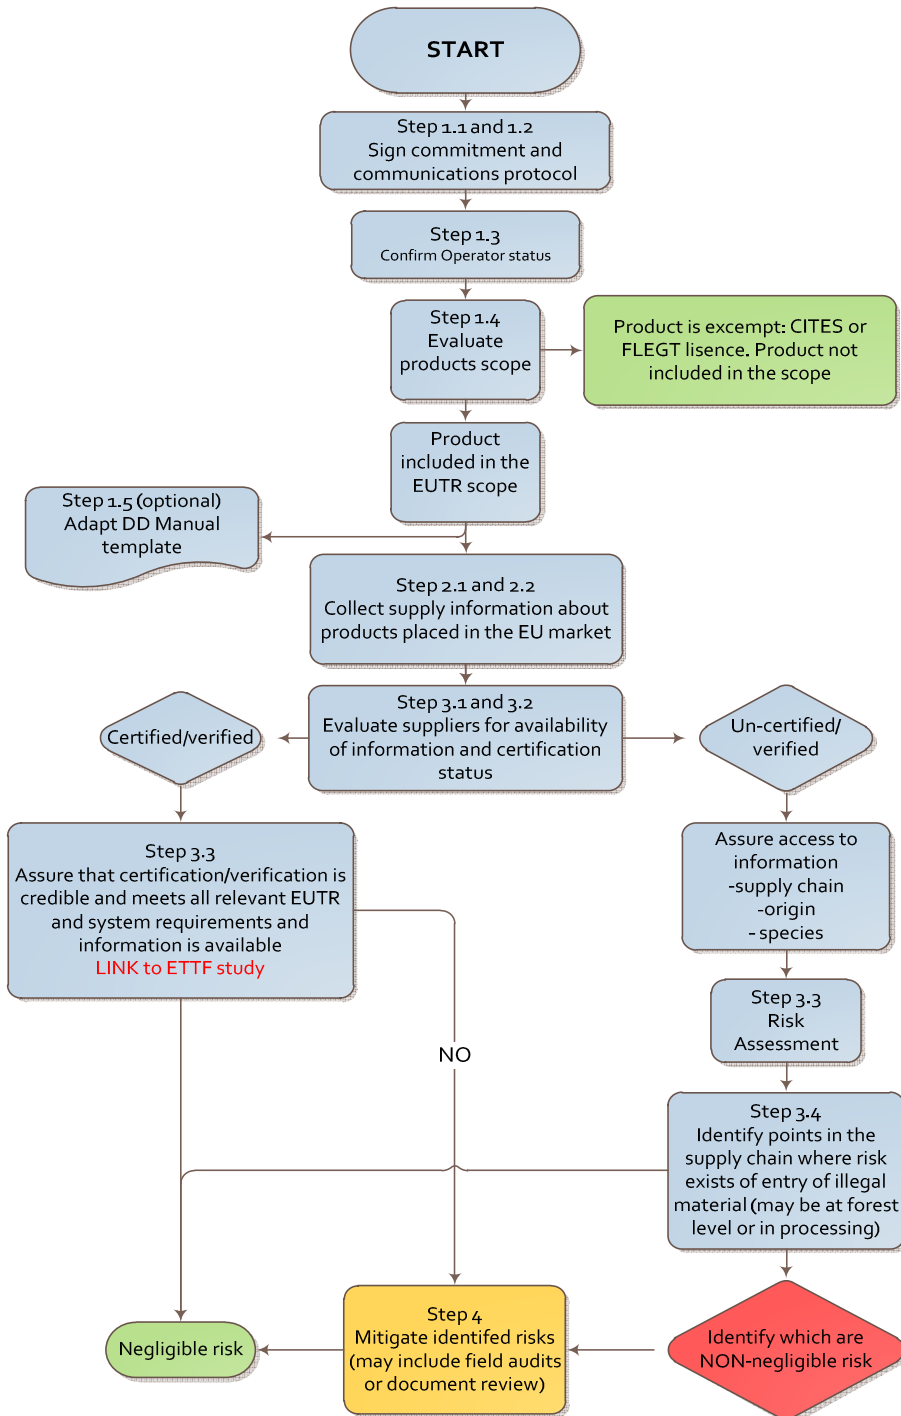 START
Step 1.1 and 1.2
Sign commitment and
communications protocol
Step 1.3
Confirm Operator status
Step 1.4
Evaluate
products scope
Product is excempt: CITES or
FLEGT lisence. Product not
included in the scope
Product
included in the
EUTR scope
Step 1.5 (optional)
Adapt DD Manual
template
Step 2.1 and 2.2
Collect supply information about
products placed in the EU market
Step 3.1 and 3.2
Evaluate suppliers for availability
of information and certification
status
Certified/verified
Un-certified/
verified
Step 3.3
Assure that certification/verification is
credible and meets all relevant EUTR
and system requirements and
information is available
LINK to ETTF study
Assure access to
information
-supply chain
-origin
- species
Step 3.3
Risk
Assessment
NO
Step 3.4
Identify points in the
supply chain where risk
exists of entry of illegal
material (may be at forest
level or in processing)
Negligible risk
Step 4
Mitigate identifed risks
(may include field audits
or document review)
Identify which are
NON-negligible risk